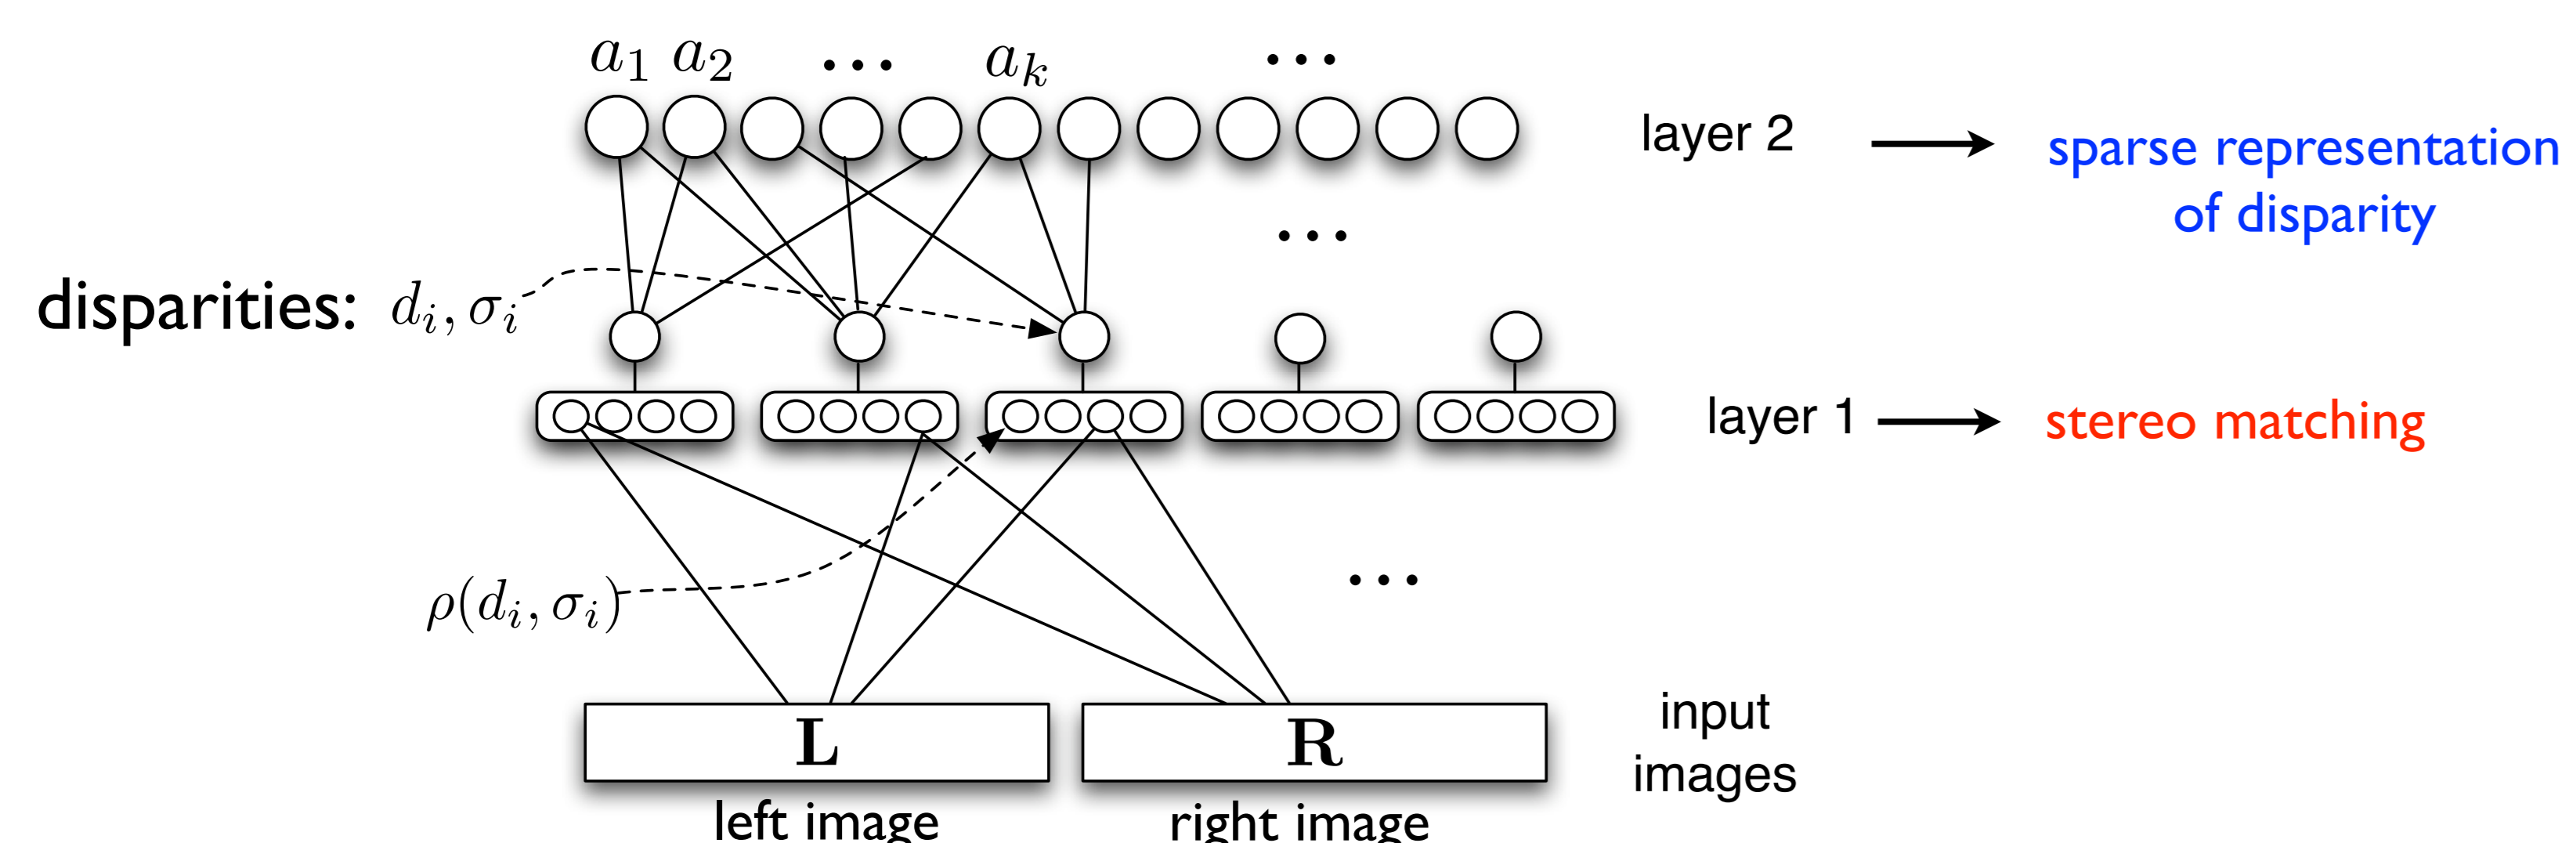 a₁ a₂ ... aₖ ...
layer 2
sparse representation
of disparity
...
disparities: dᵢ, σᵢ
layer 1
stereo matching
ρ(dᵢ, σᵢ)
...
L R
input
images
left image right image